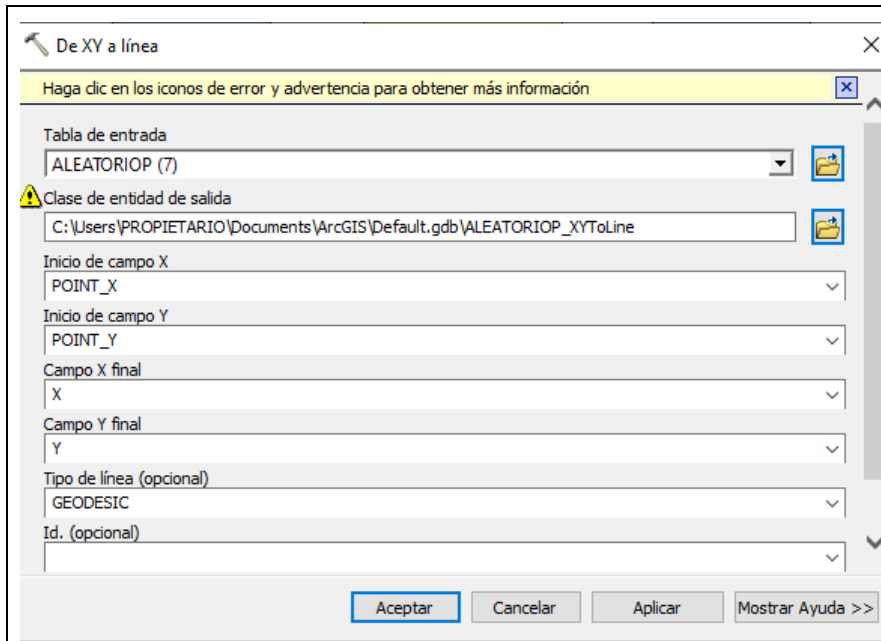 De XY a línea
Haga clic en los iconos de error y advertencia para obtener más información
Tabla de entrada
ALEATORIOP (7)
Clase de entidad de salida
C:\Users\PROPIETARIO\Documents\ArcGIS\Default.gdb\ALEATORIOP_XYToLine
Inicio de campo X
POINT_X
Inicio de campo Y
POINT_Y
Campo X final
X
Campo Y final
Y
Tipo de línea (opcional)
GEODESIC
Id. (opcional)
Aceptar Cancelar Aplicar Mostrar Ayuda >>